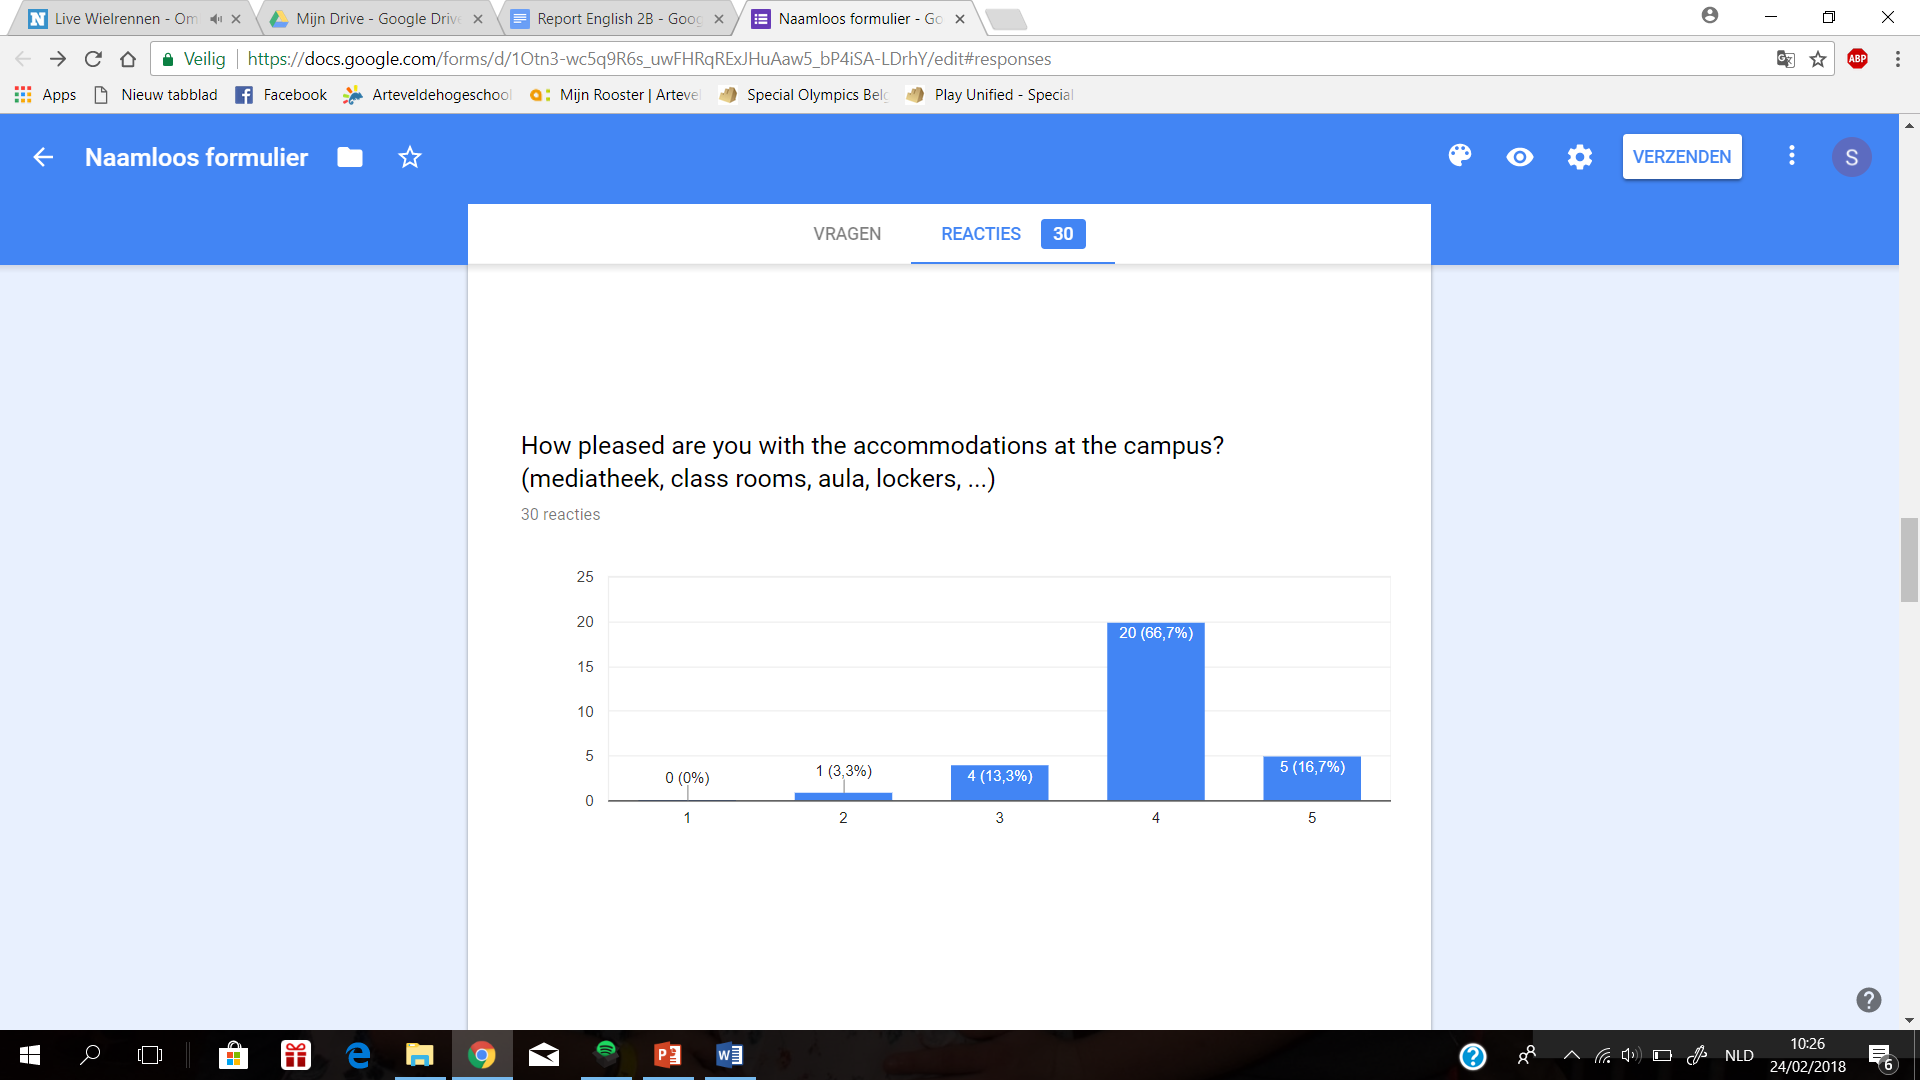 Live Wielrennen - Om
Mijn Drive - Google Drive
Report English 2B - Goog
Naamloos formulier - Go
Veilig
https://docs.google.com/forms/d/1Otn3-wc5q9R6s_uwFHRqRExJHuAaw5_bP4iSA-LDrhY/edit#responses
ABP
Apps
Nieuw tabblad
Facebook
Arteveldehogeschool
Mijn Rooster | Arteve
Special Olympics Belg
Play Unified - Special
Naamloos formulier
VERZENDEN
S
VRAGEN
REACTIES
30
How pleased are you with the accommodations at the campus?
(mediatheek, class rooms, aula, lockers, ...)
30 reacties
25
20
15
10
5
0
0 (0%)
1 (3,3%)
4 (13,3%)
20 (66,7%)
5 (16,7%)
1
2
3
4
5
NLD
10:26
24/02/2018
6